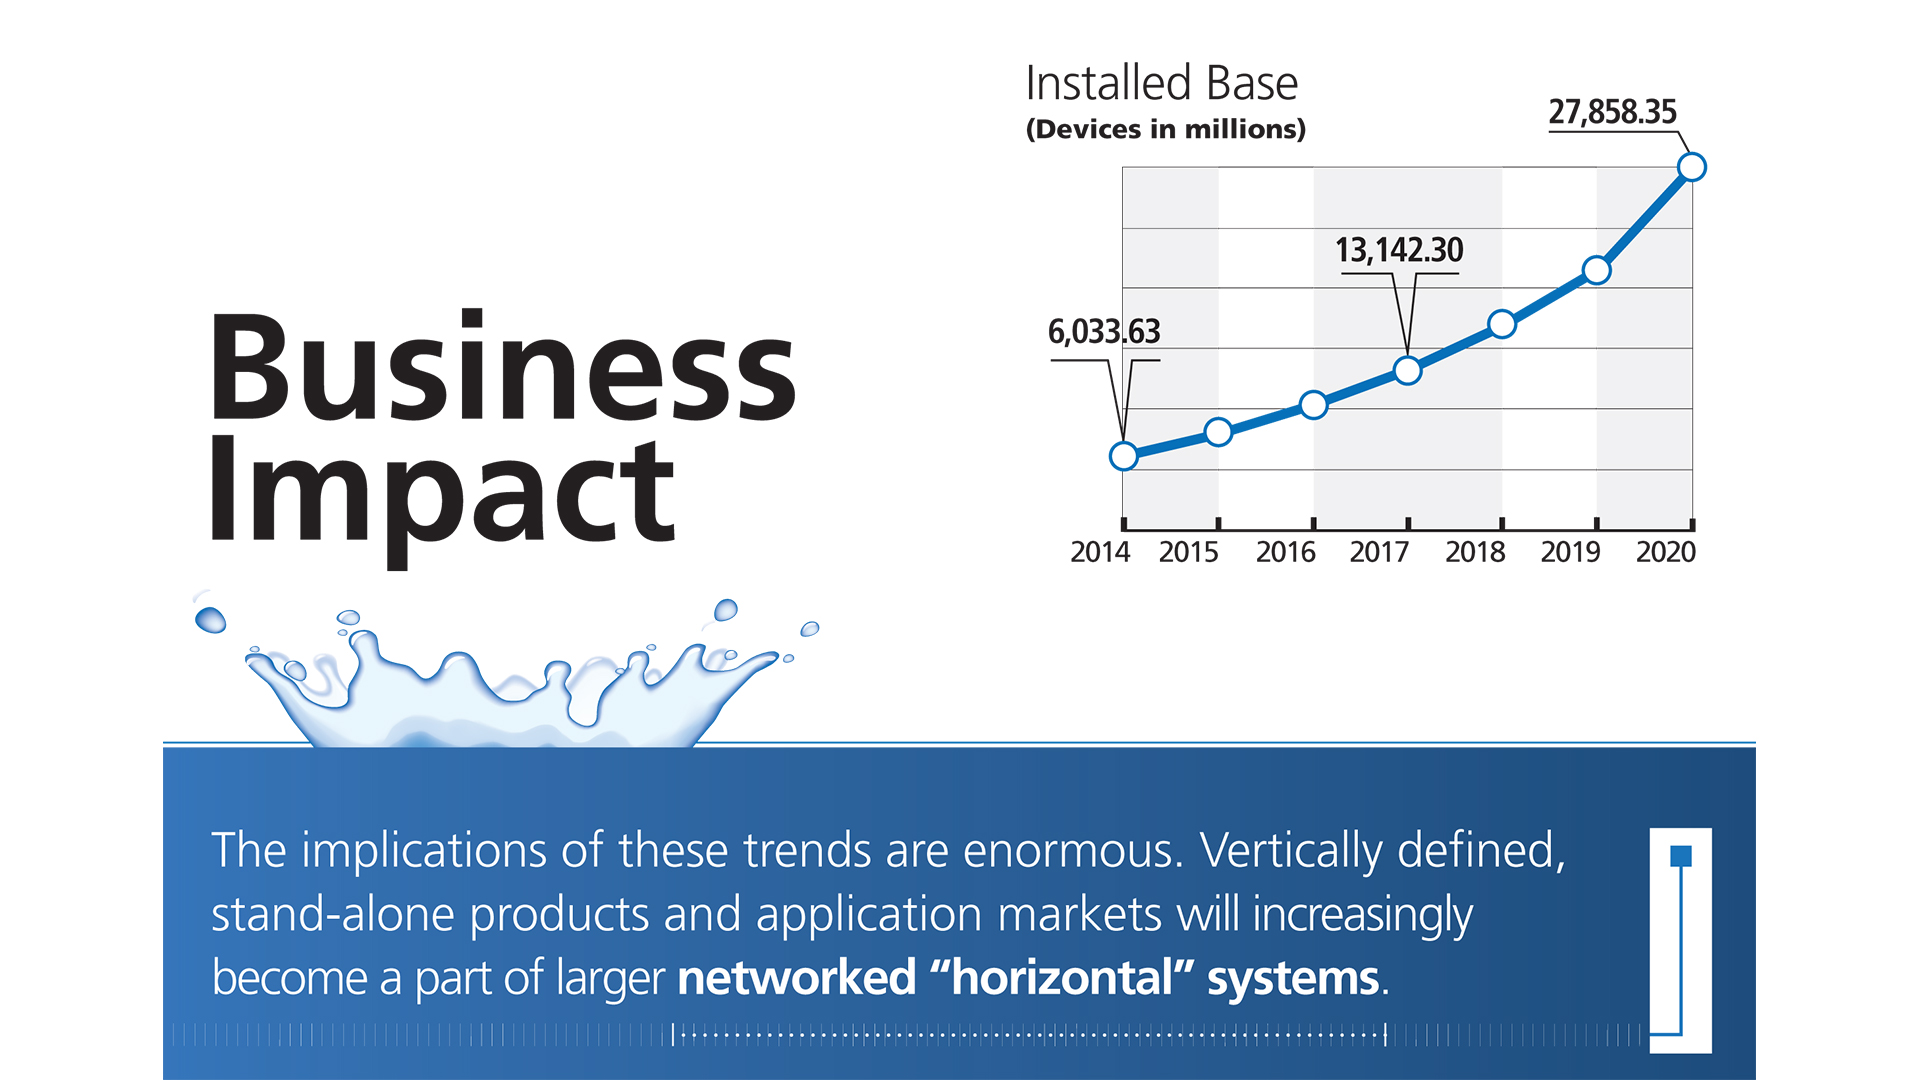 Business
Impact
Installed Base
(Devices in millions)
27,858.35
13,142.30
6,033.63
2014 2015 2016 2017 2018 2019 2020
The implications of these trends are enormous. Vertically defined,
stand-alone products and application markets will increasingly
become a part of larger networked “horizontal” systems.